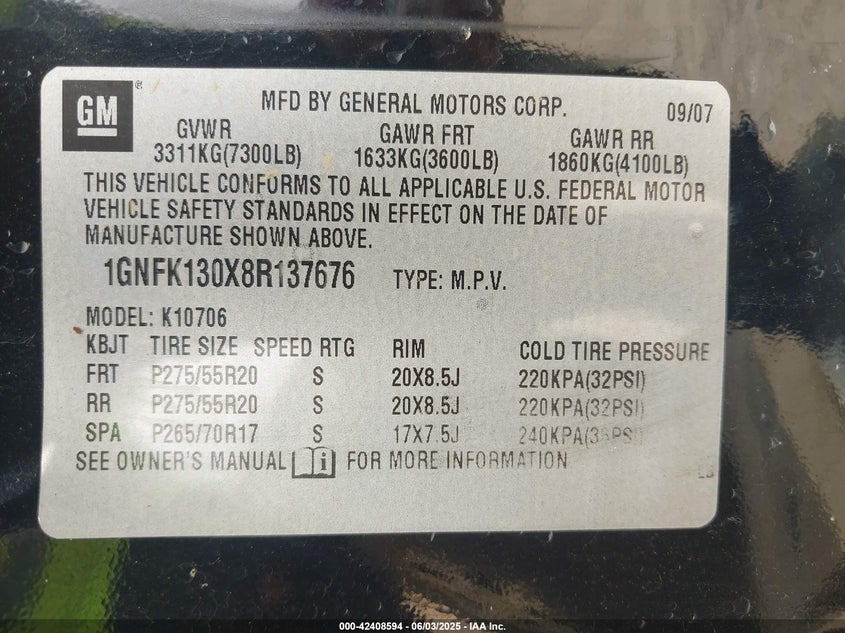 GM ®
MFD BY GENERAL MOTORS CORP. 09/07
GVWR GAWR FRT GAWR RR
3311KG(7300LB) 1633KG(3600LB) 1860KG(4100LB)
THIS VEHICLE CONFORMS TO ALL APPLICABLE U.S. FEDERAL MOTOR
VEHICLE SAFETY STANDARDS IN EFFECT ON THE DATE OF
MANUFACTURE SHOWN ABOVE.
1GNFK130X8R137676 TYPE: M.P.V.
MODEL: K10706
KBJT TIRE SIZE SPEED RTG RIM COLD TIRE PRESSURE
FRT P275/55R20 S 20X8.5J 220KPA(32PSI)
RR P275/55R20 S 20X8.5J 220KPA(32PSI)
SPA P265/70R17 S 17X7.5J
SEE OWNER'S MANUAL i FOR MORE INFORMATION
000-42408594 - 06/03/2025 - IAA Inc.